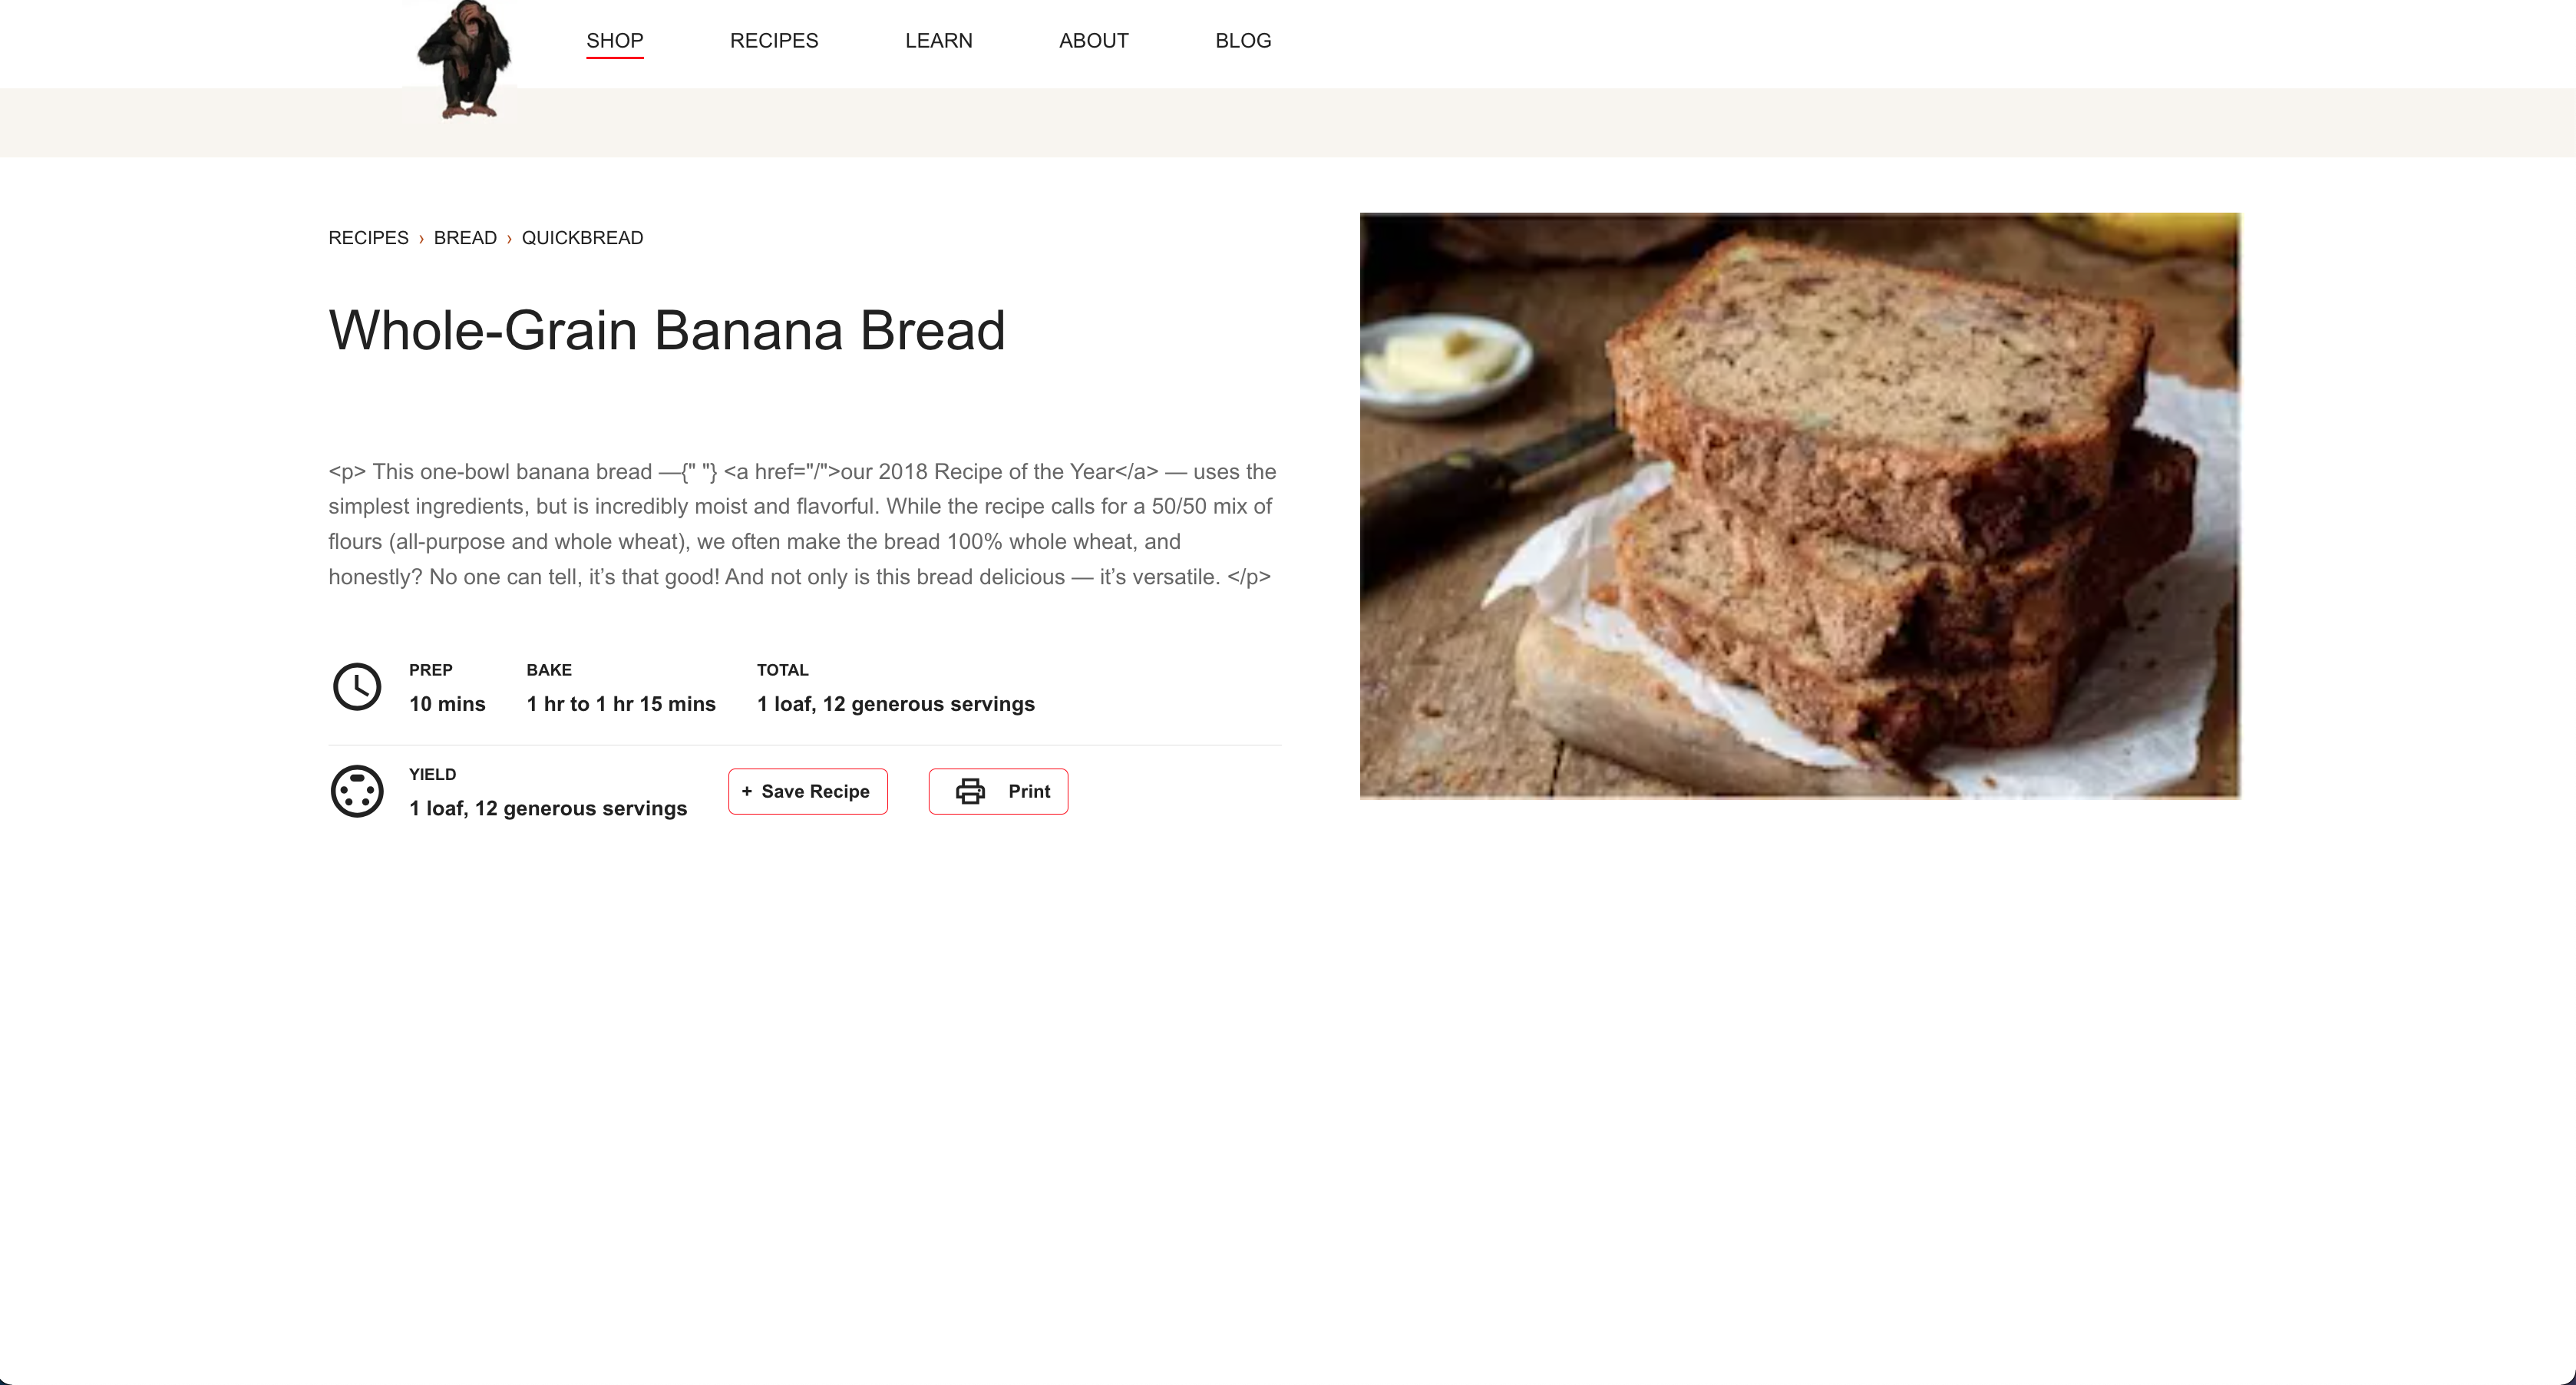 SHOP RECIPES LEARN ABOUT BLOG
RECIPES › BREAD › QUICKBREAD
Whole-Grain Banana Bread
<p> This one-bowl banana bread —{" "} <a href="/">our 2018 Recipe of the Year</a> — uses the
simplest ingredients, but is incredibly moist and flavorful. While the recipe calls for a 50/50 mix of
flours (all-purpose and whole wheat), we often make the bread 100% whole wheat, and
honestly? No one can tell, it’s that good! And not only is this bread delicious — it’s versatile. </p>
PREP BAKE TOTAL
10 mins 1 hr to 1 hr 15 mins 1 loaf, 12 generous servings
YIELD
1 loaf, 12 generous servings
+ Save Recipe Print